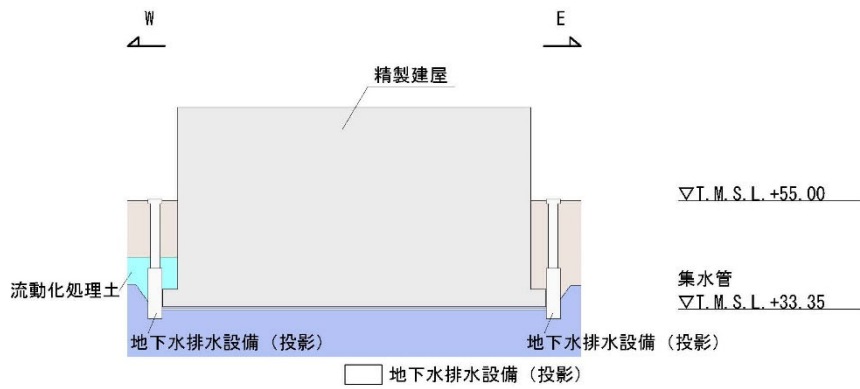 W
E
精製建屋
▽T.M.S.L.+55.00
集水管
▽T.M.S.L.+33.35
流動化処理土
地下水排水設備（投影）
地下水排水設備（投影）
地下水排水設備（投影）